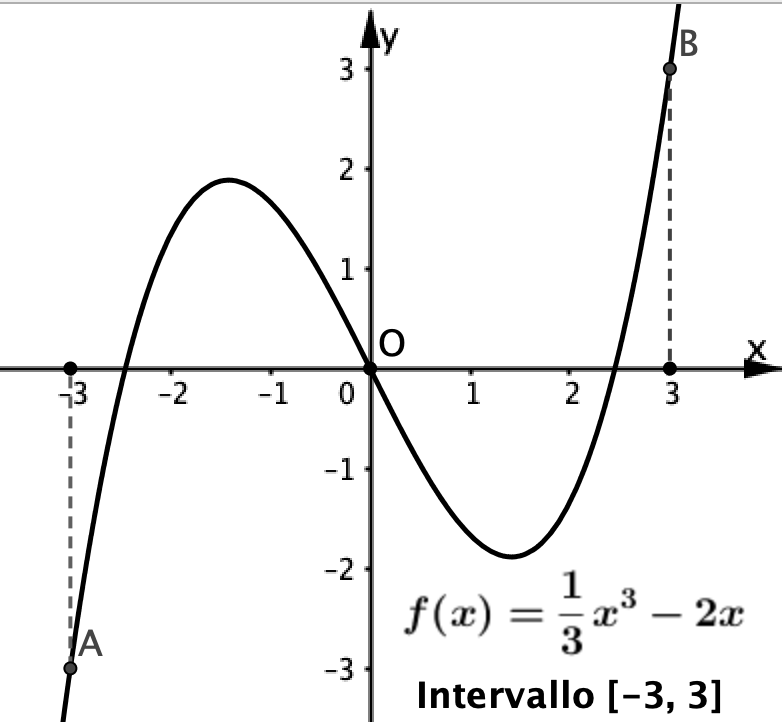 y
B
3
2
1
O
x
−3 −2 −1 0 1 2 3
−1
−2
f(x) = 1/3 x³ − 2x
A
−3
Intervallo [−3, 3]